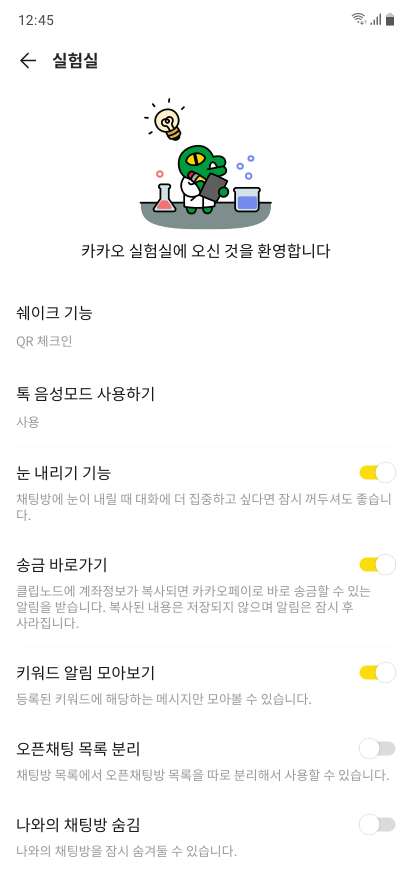 12:45
실험실
카카오 실험실에 오신 것을 환영합니다
쉐이크 기능
QR 체크인
톡 음성모드 사용하기
사용
눈 내리기 기능
채팅방에 눈이 내릴 때 대화에 더 집중하고 싶다면 잠시 꺼두셔도 좋습니
다.
송금 바로가기
클립노드에 계좌정보가 복사되면 카카오페이로 바로 송금할 수 있는
알림을 받습니다. 복사된 내용은 저장되지 않으며 알림은 잠시 후
사라집니다.
키워드 알림 모아보기
등록된 키워드에 해당하는 메시지만 모아볼 수 있습니다.
오픈채팅 목록 분리
채팅방 목록에서 오픈채팅방 목록을 따로 분리해서 사용할 수 있습니다.
나와의 채팅방 숨김
나와의 채팅방을 잠시 숨겨둘 수 있습니다.